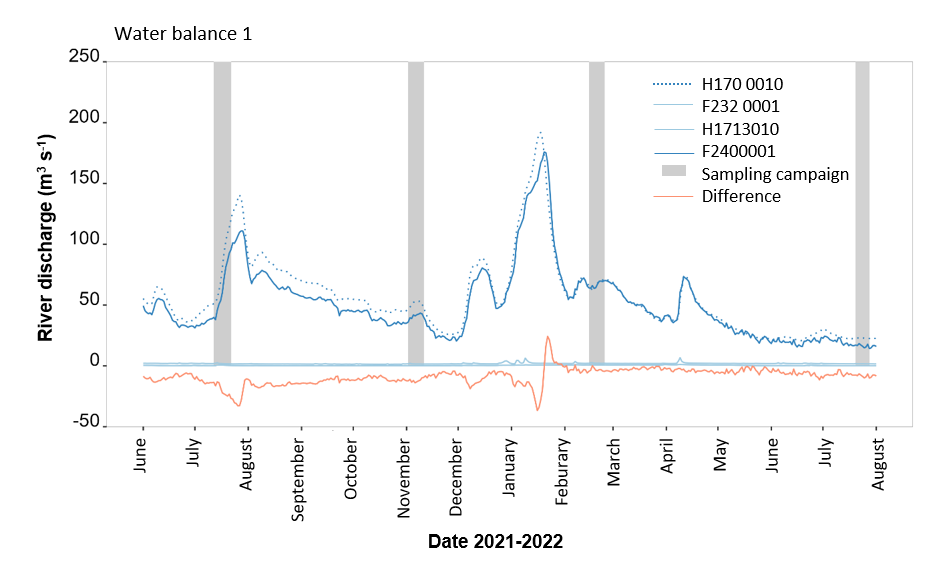 Water balance 1
250
200
150
100
50
0
-50
River discharge (m³ s⁻¹)
H170 0010
F232 0001
H1713010
F2400001
Sampling campaign
Difference
June
July
August
September
October
November
December
January
Feburary
March
April
May
June
July
August
Date 2021-2022